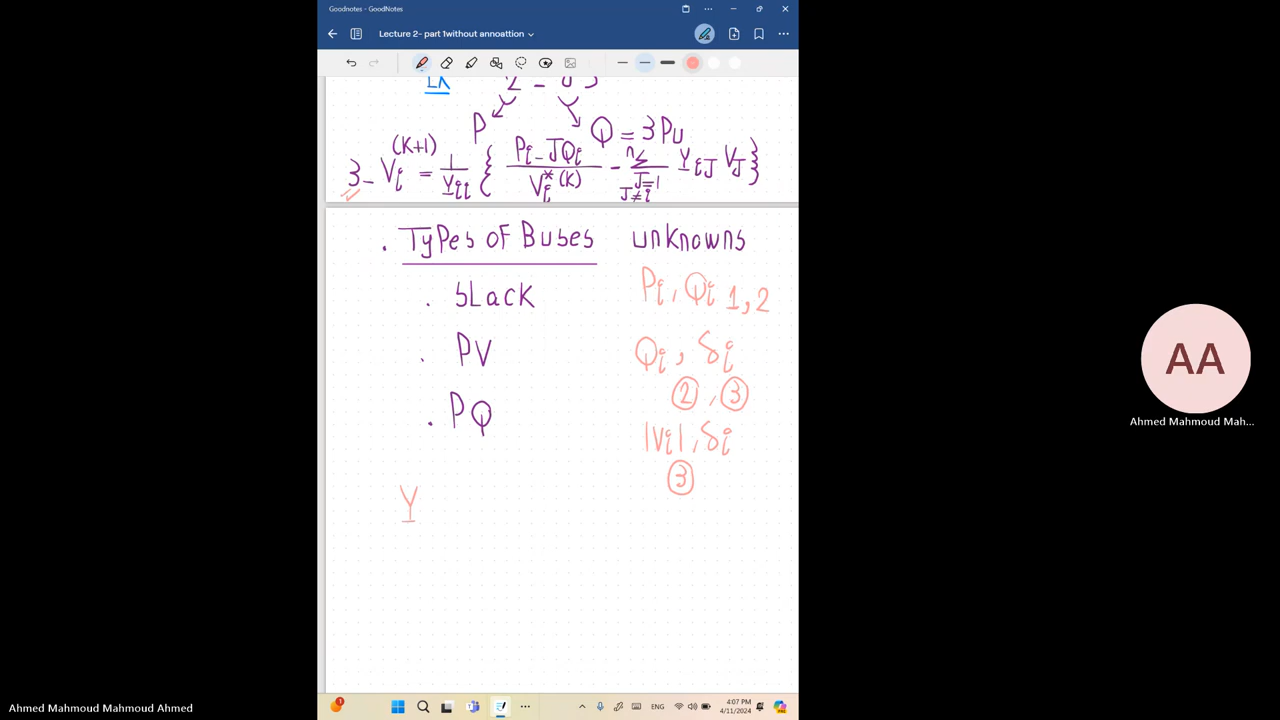 Goodnotes - GoodNotes
Lecture 2- part 1without annoattion
P Q = 3 PU
3- Vi^(K+1) = 1/Yii { (Pi - JQi)/Vi*^(K) - Σ^n_{J=1, J≠i} YiJ VJ }
. Types of Buses unknowns
. SLacK Pi, Qi 1,2
. PV Qi, δi
2, 3
. PQ |Vi|, δi
3
Y
AA
Ahmed Mahmoud Mah...
Ahmed Mahmoud Mahmoud Ahmed
1
ENG
4:07 PM
4/11/2024